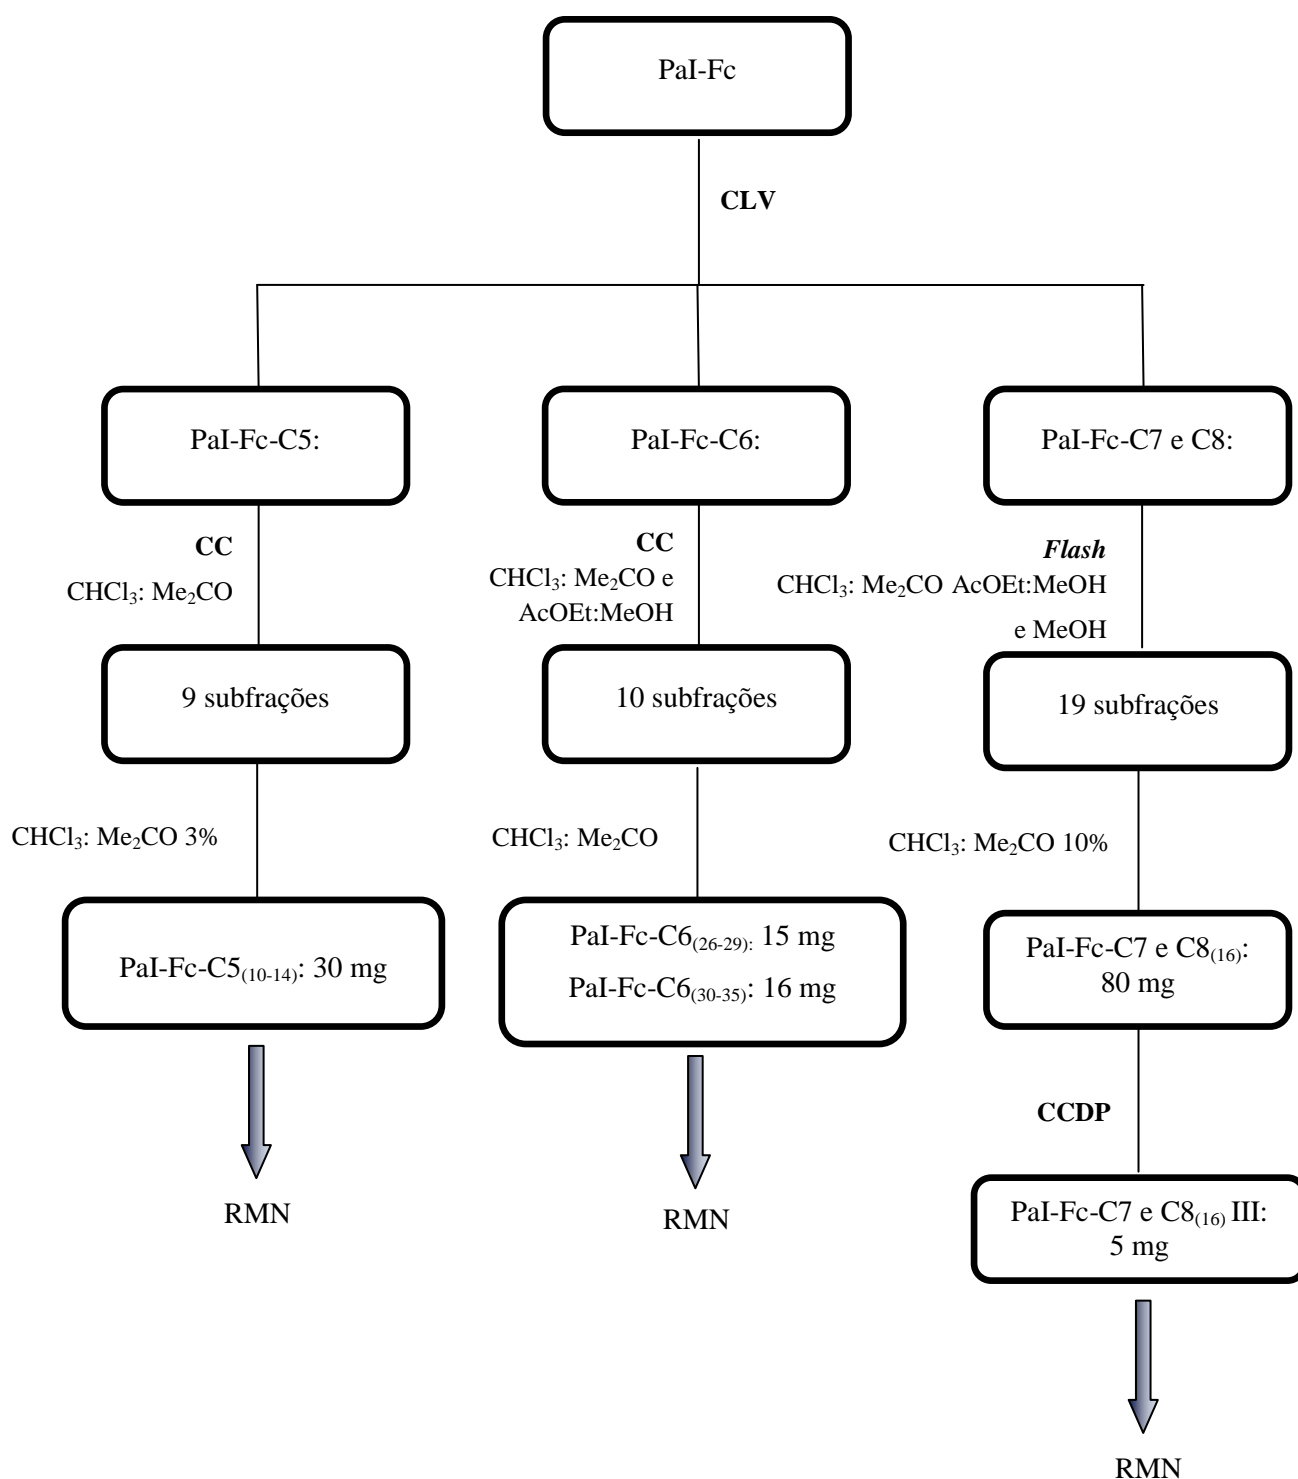 PaI-Fc
CLV
PaI-Fc-C5:
PaI-Fc-C6:
PaI-Fc-C7 e C8:
CC
CHCl₃: Me₂CO
CC
CHCl₃: Me₂CO e
AcOEt:MeOH
Flash
CHCl₃: Me₂CO AcOEt:MeOH
e MeOH
9 subfrações
10 subfrações
19 subfrações
CHCl₃: Me₂CO 3%
CHCl₃: Me₂CO
CHCl₃: Me₂CO 10%
PaI-Fc-C5₍₁₀₋₁₄₎: 30 mg
PaI-Fc-C6₍₂₆₋₂₉₎: 15 mg
PaI-Fc-C6₍₃₀₋₃₅₎: 16 mg
PaI-Fc-C7 e C8₍₁₆₎:
80 mg
CCDP
PaI-Fc-C7 e C8₍₁₆₎ III:
5 mg
RMN
RMN
RMN